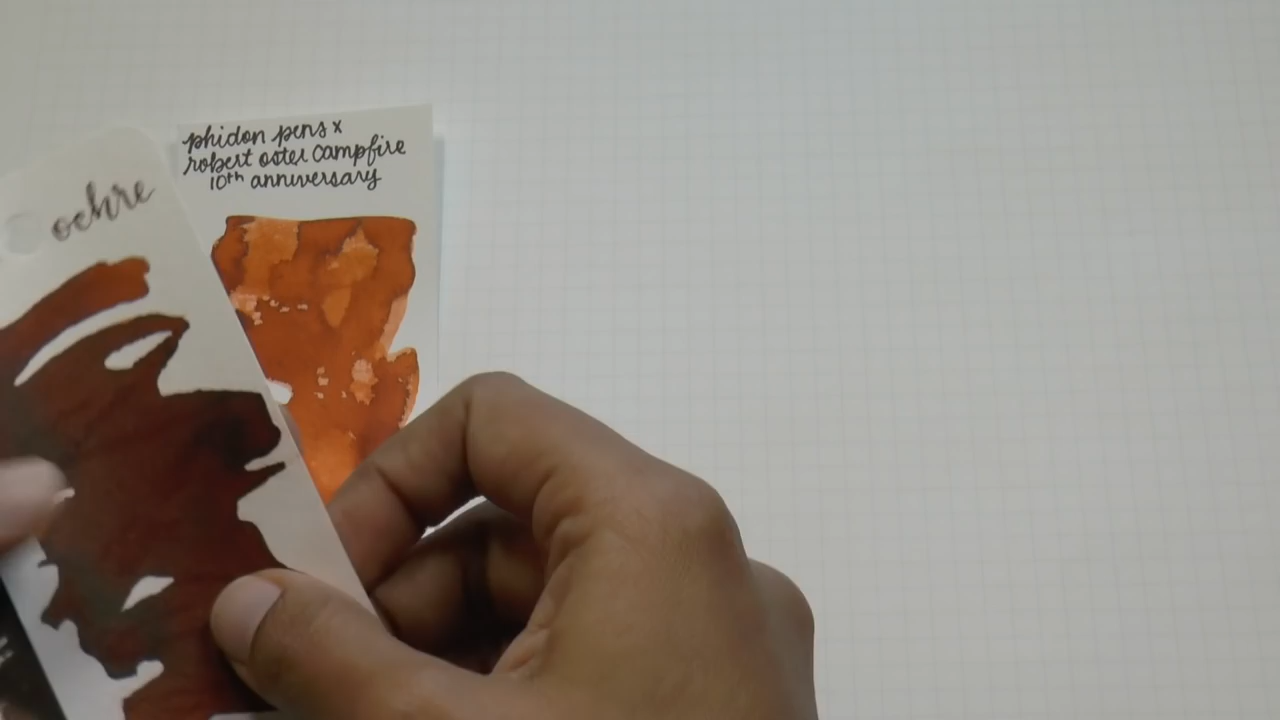 phidon pens x
robert oster campfire
10th anniversary
ochre